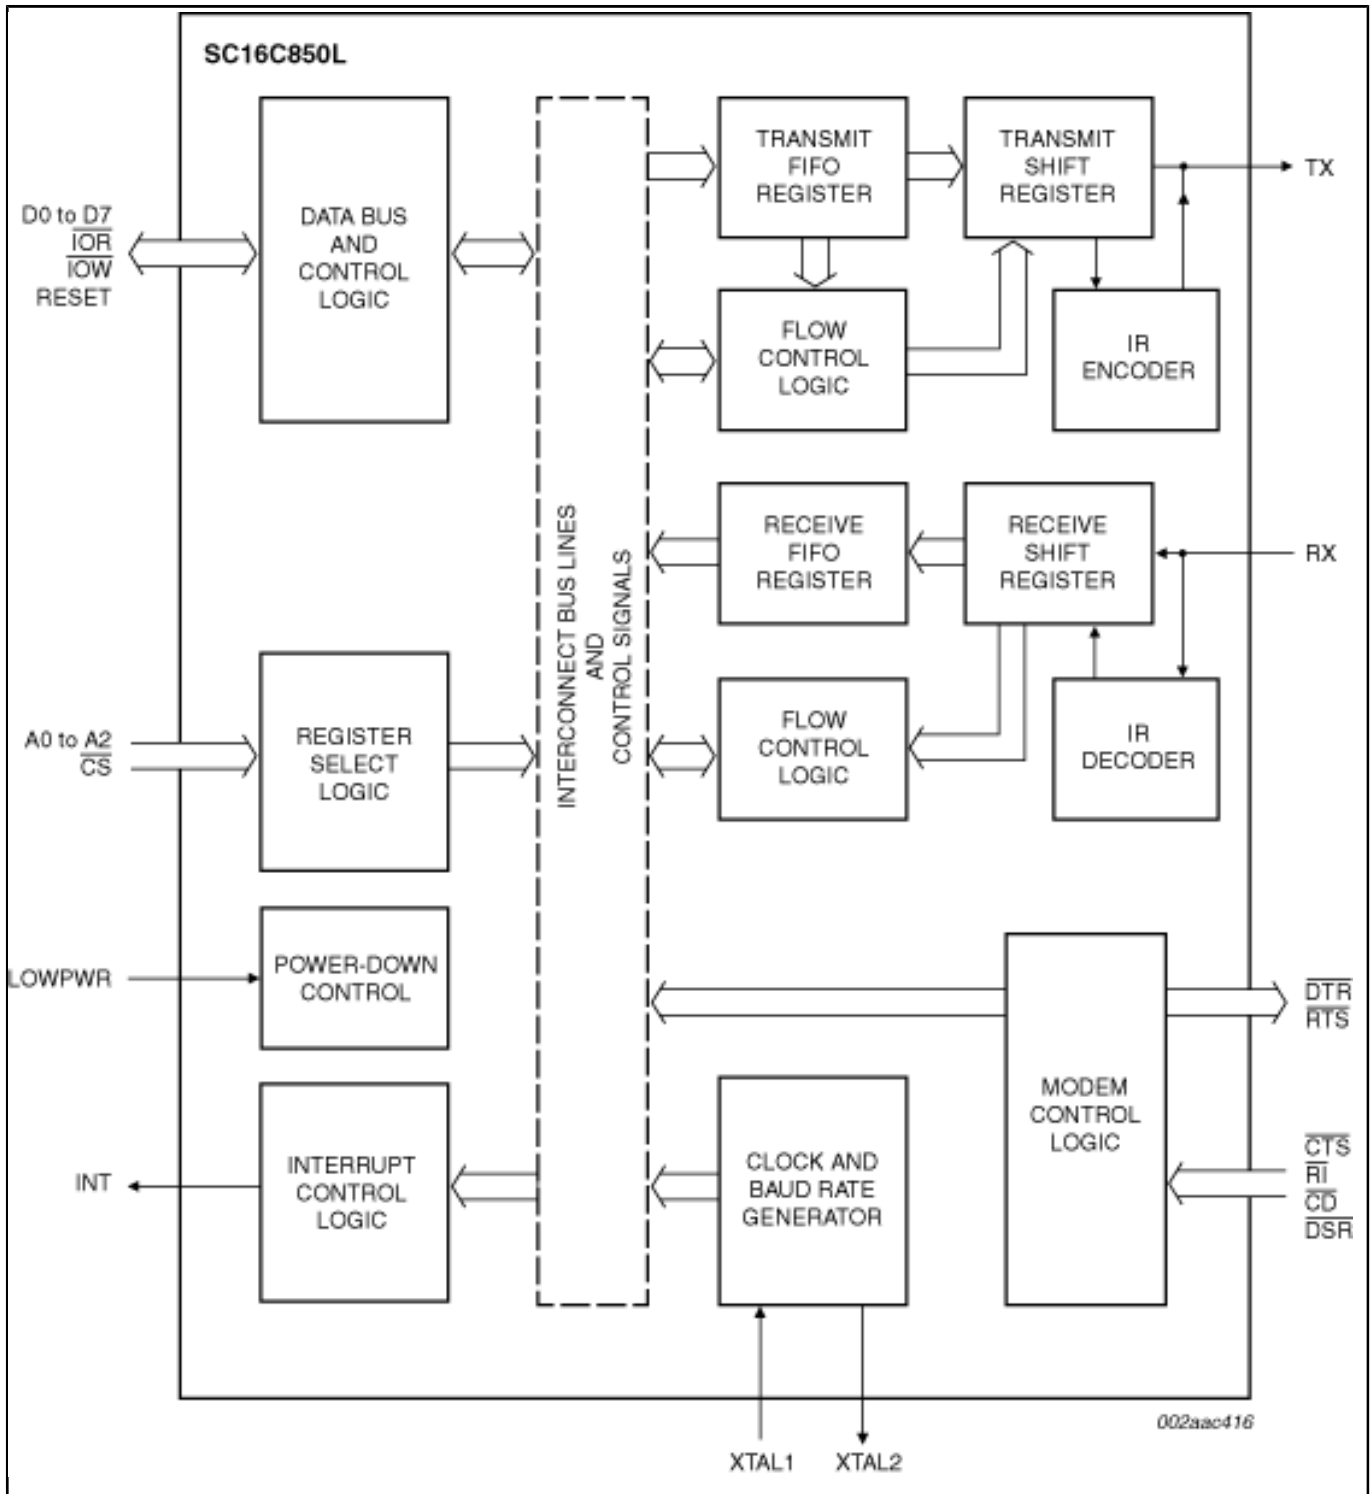 SC16C850L
DATA BUS
AND
CONTROL
LOGIC
D0 to D7
IOR
IOW
RESET
TRANSMIT
FIFO
REGISTER
TRANSMIT
SHIFT
REGISTER
TX
FLOW
CONTROL
LOGIC
IR
ENCODER
INTERCONNECT BUS LINES
AND
CONTROL SIGNALS
RECEIVE
FIFO
REGISTER
RECEIVE
SHIFT
REGISTER
RX
A0 to A2
CS
REGISTER
SELECT
LOGIC
FLOW
CONTROL
LOGIC
IR
DECODER
LOWPWR
POWER-DOWN
CONTROL
DTR
RTS
MODEM
CONTROL
LOGIC
INT
INTERRUPT
CONTROL
LOGIC
CLOCK AND
BAUD RATE
GENERATOR
CTS
RI
CD
DSR
XTAL1
XTAL2
002aac416